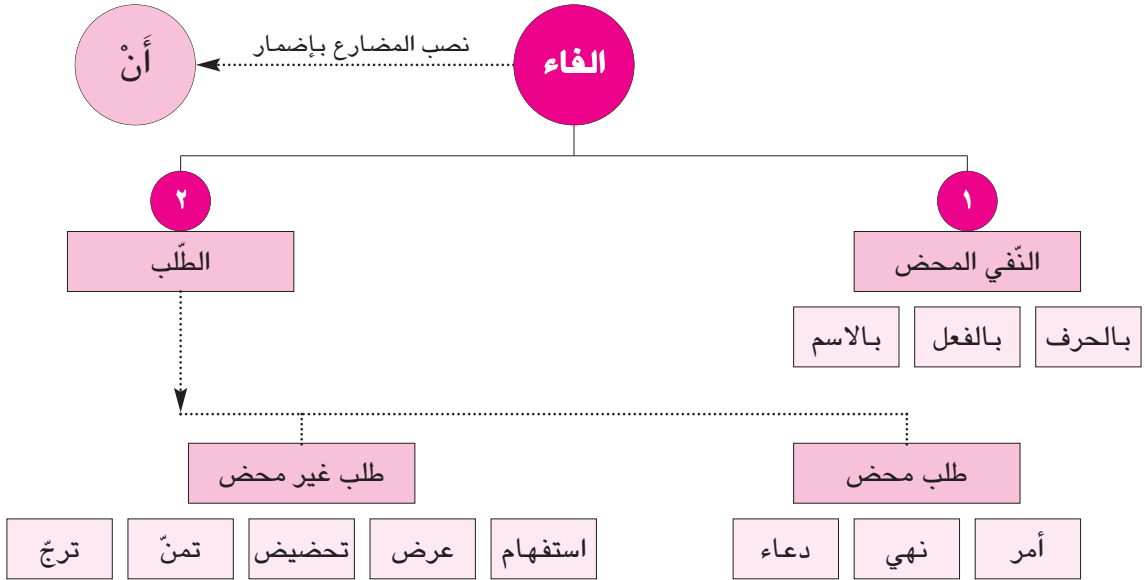 الفاء
نصب المضارع بإضمار
أَنْ
١
النّفي المحض
بالحرف
بالفعل
بالاسم
٢
الطّلب
طلب محض
أمر
نهي
دعاء
طلب غير محض
استفهام
عرض
تحضيض
تمنّ
ترجّ